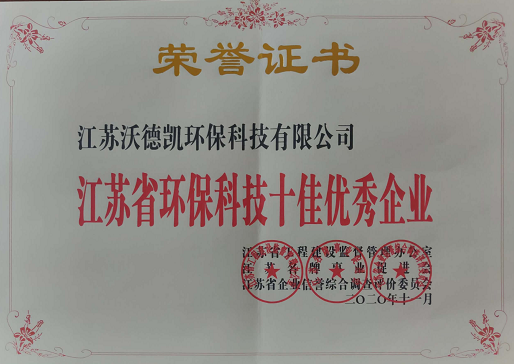 荣誉证书
江苏沃德凯环保科技有限公司
江苏省环保科技十佳优秀企业
江苏省工程建设监督管理办公室
江苏名牌事业促进会
江苏省企业信誉综合调查评价委员会
二〇二〇年十一月